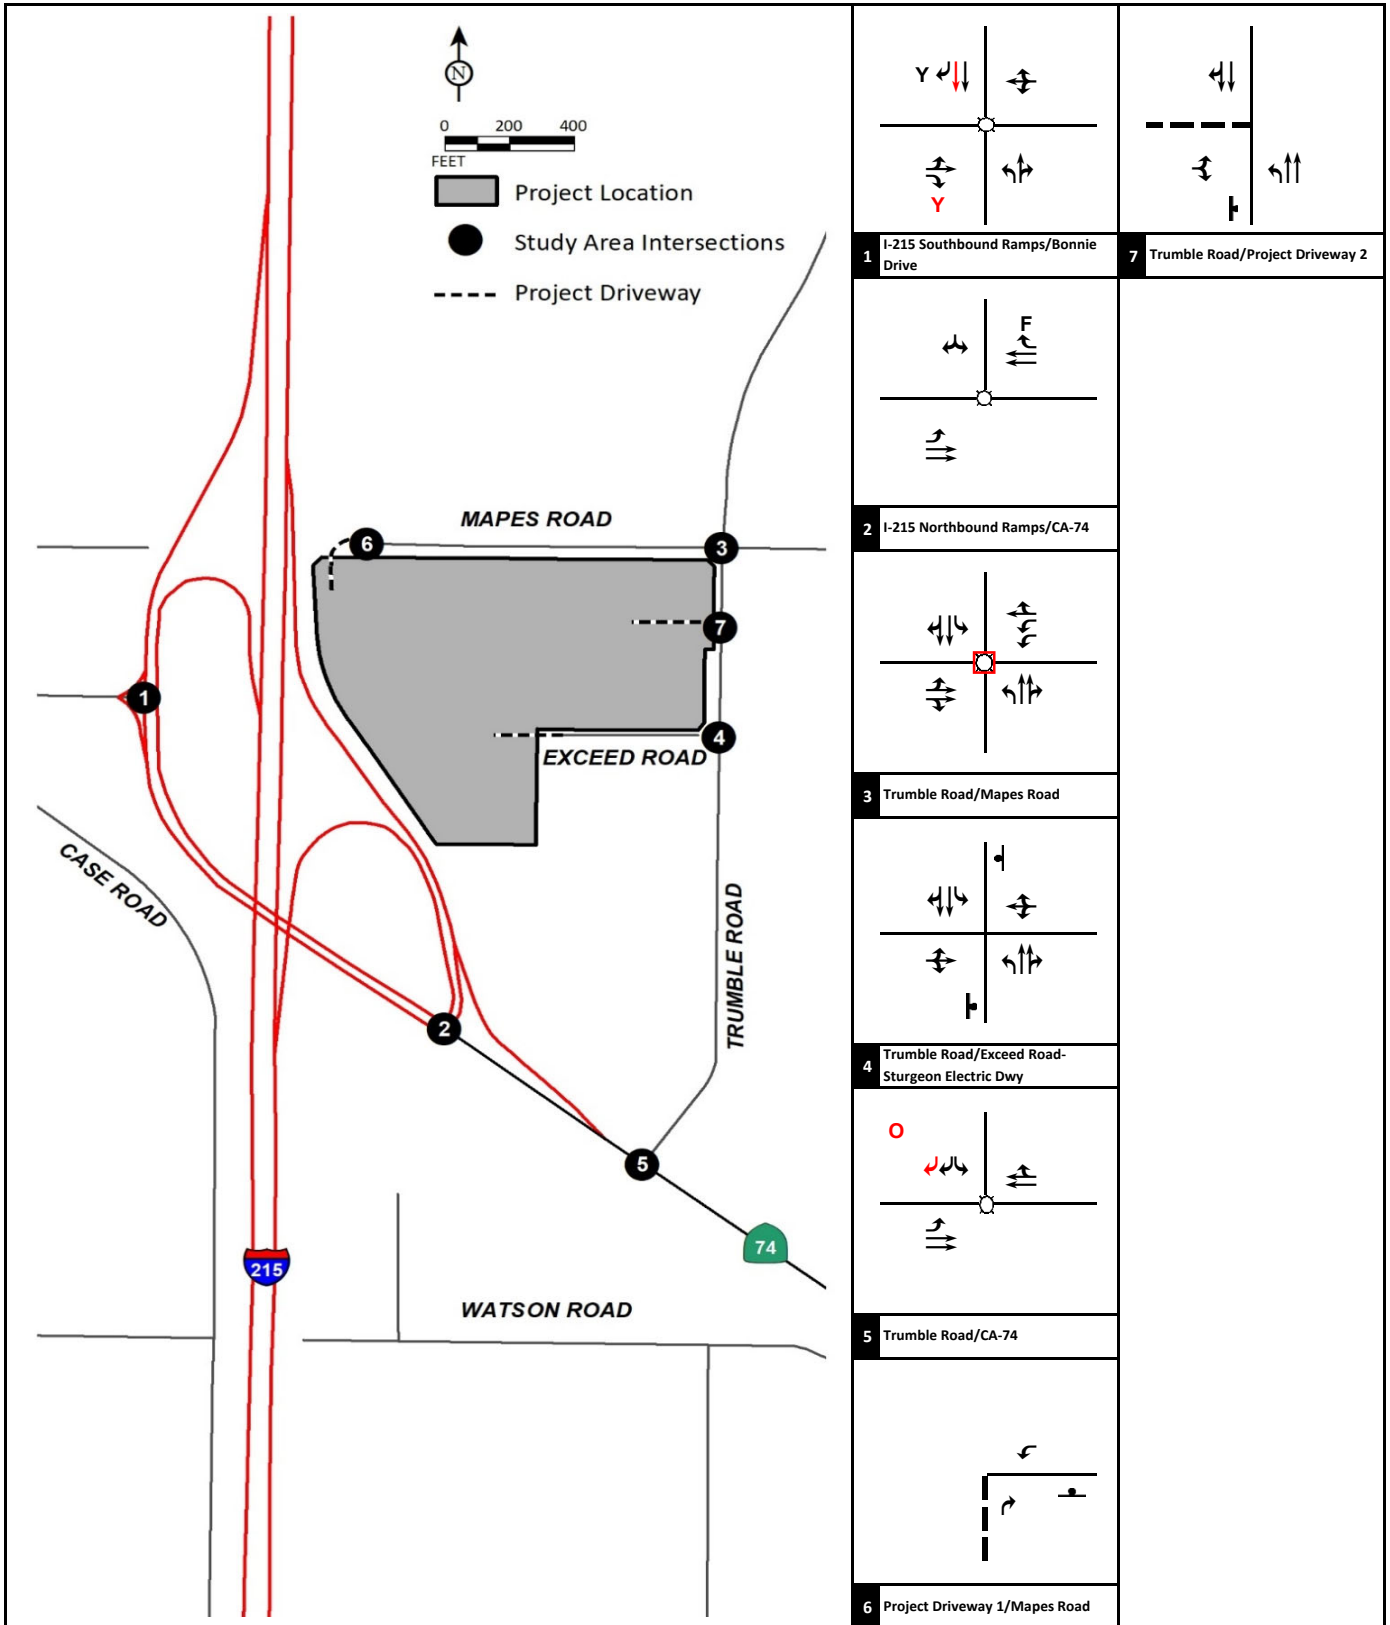 N
0 200 400
FEET
Project Location
Study Area Intersections
Project Driveway
MAPES ROAD
6
3
7
1
4
EXCEED ROAD
CASE ROAD
TRUMBLE ROAD
2
5
74
215
WATSON ROAD
Y
Y
1 I-215 Southbound Ramps/Bonnie
Drive
7 Trumble Road/Project Driveway 2
F
2 I-215 Northbound Ramps/CA-74
3 Trumble Road/Mapes Road
4 Trumble Road/Exceed Road-
Sturgeon Electric Dwy
O
5 Trumble Road/CA-74
6 Project Driveway 1/Mapes Road